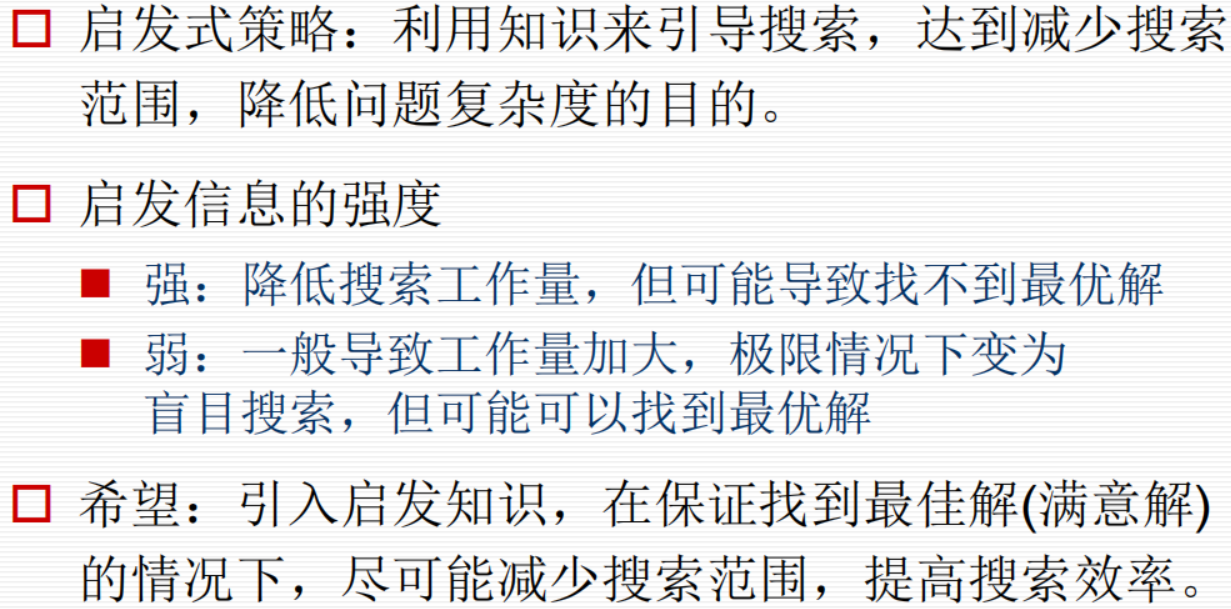 启发式策略：利用知识来引导搜索，达到减少搜索
范围，降低问题复杂度的目的。
启发信息的强度
强：降低搜索工作量，但可能导致找不到最优解
弱：一般导致工作量加大，极限情况下变为
盲目搜索，但可能可以找到最优解
希望：引入启发知识，在保证找到最佳解(满意解)
的情况下，尽可能减少搜索范围，提高搜索效率。